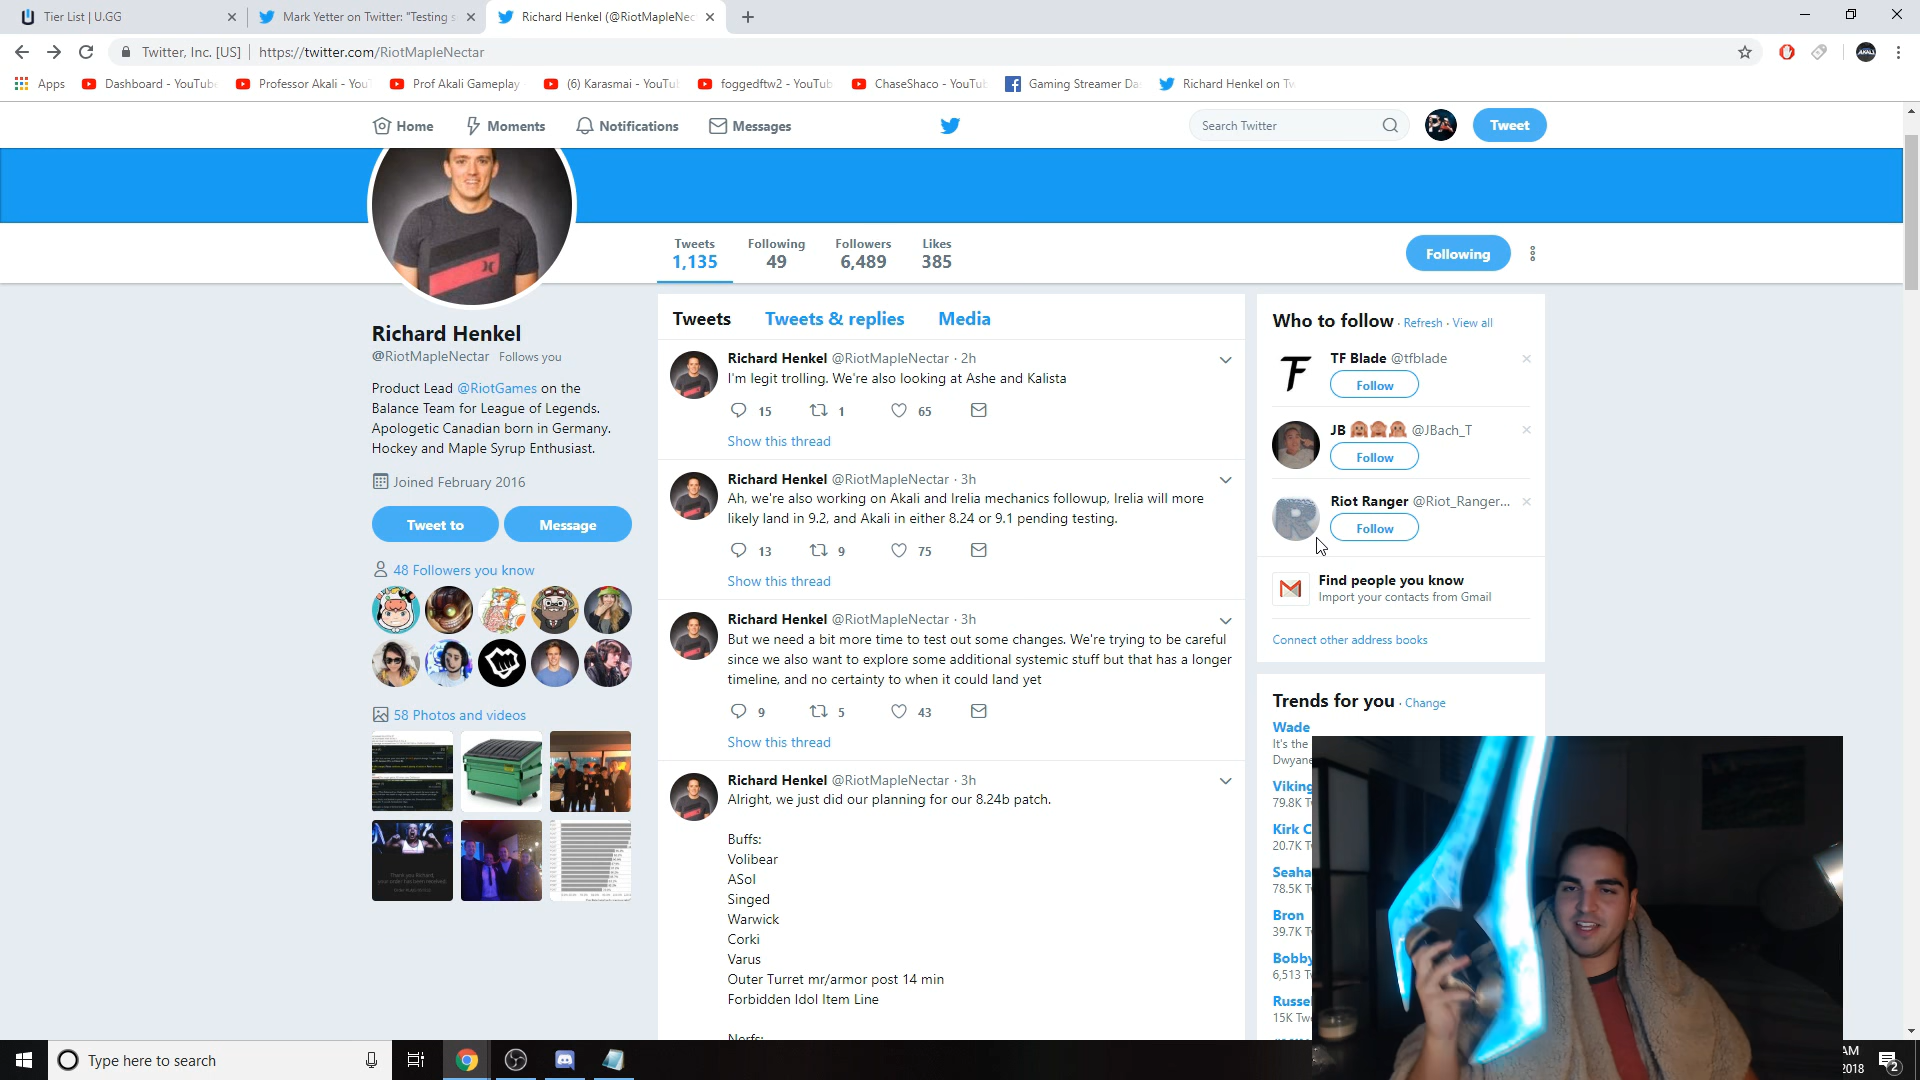 Tier List | U.GG
Mark Yetter on Twitter: "Testing s
Richard Henkel (@RiotMapleNec
Twitter, Inc. [US]
https://twitter.com/RiotMapleNectar
Apps
Dashboard - YouTube
Professor Akali - You
Prof Akali Gameplay
(6) Karasmai - YouTu
foggedftw2 - YouTub
ChaseShaco - YouTu
Gaming Streamer Da
Richard Henkel on Tw
Home
Moments
Notifications
Messages
Search Twitter
Tweet
Tweets 1,135
Following 49
Followers 6,489
Likes 385
Following
Richard Henkel
@RiotMapleNectar Follows you
Product Lead @RiotGames on the
Balance Team for League of Legends.
Apologetic Canadian born in Germany.
Hockey and Maple Syrup Enthusiast.
Joined February 2016
Tweet to
Message
48 Followers you know
58 Photos and videos
Tweets
Tweets & replies
Media
Richard Henkel @RiotMapleNectar · 2h
I'm legit trolling. We're also looking at Ashe and Kalista
15 1 65
Show this thread
Richard Henkel @RiotMapleNectar · 3h
Ah, we're also working on Akali and Irelia mechanics followup, Irelia will more
likely land in 9.2, and Akali in either 8.24 or 9.1 pending testing.
13 9 75
Show this thread
Richard Henkel @RiotMapleNectar · 3h
But we need a bit more time to test out some changes. We're trying to be careful
since we also want to explore some additional systemic stuff but that has a longer
timeline, and no certainty to when it could land yet
9 5 43
Show this thread
Richard Henkel @RiotMapleNectar · 3h
Alright, we just did our planning for our 8.24b patch.
Buffs:
Volibear
ASol
Singed
Warwick
Corki
Varus
Outer Turret mr/armor post 14 min
Forbidden Idol Item Line
Nerfs:
Who to follow · Refresh · View all
TF Blade @tfblade
Follow
JB @JBach_T
Follow
Riot Ranger @Riot_Ranger...
Follow
Find people you know
Import your contacts from Gmail
Connect other address books
Trends for you · Change
Wade
It's the
Dwyane
Viking
79.8K T
Kirk C
20.7K T
Seaha
78.5K T
Bron
39.7K T
Bobby
6,513 T
Russe
15K Tw
Type here to search
AM
2018
2